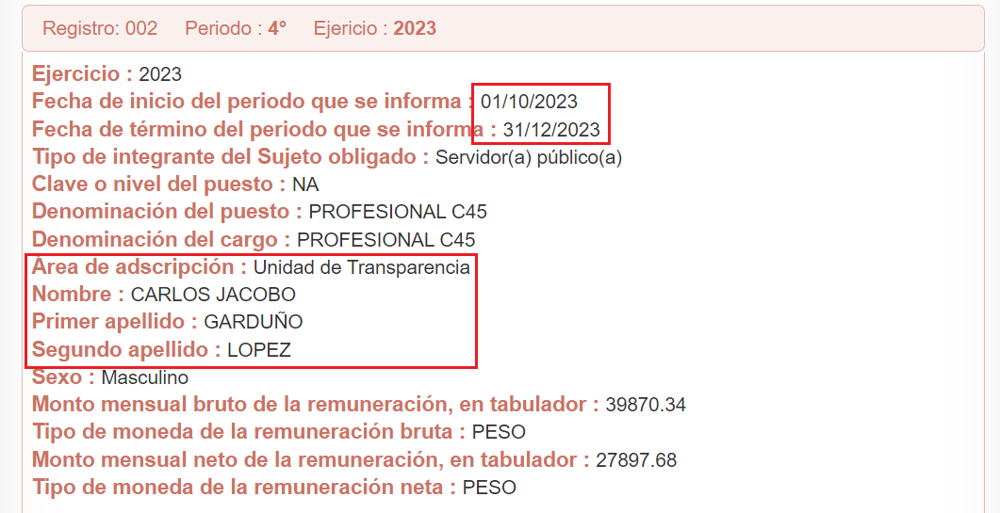 Registro: 002 Periodo : 4° Ejericio : 2023
Ejercicio : 2023
Fecha de inicio del periodo que se informa : 01/10/2023
Fecha de término del periodo que se informa : 31/12/2023
Tipo de integrante del Sujeto obligado : Servidor(a) público(a)
Clave o nivel del puesto : NA
Denominación del puesto : PROFESIONAL C45
Denominación del cargo : PROFESIONAL C45
Área de adscripción : Unidad de Transparencia
Nombre : CARLOS JACOBO
Primer apellido : GARDUÑO
Segundo apellido : LOPEZ
Sexo : Masculino
Monto mensual bruto de la remuneración, en tabulador : 39870.34
Tipo de moneda de la remuneración bruta : PESO
Monto mensual neto de la remuneración, en tabulador : 27897.68
Tipo de moneda de la remuneración neta : PESO